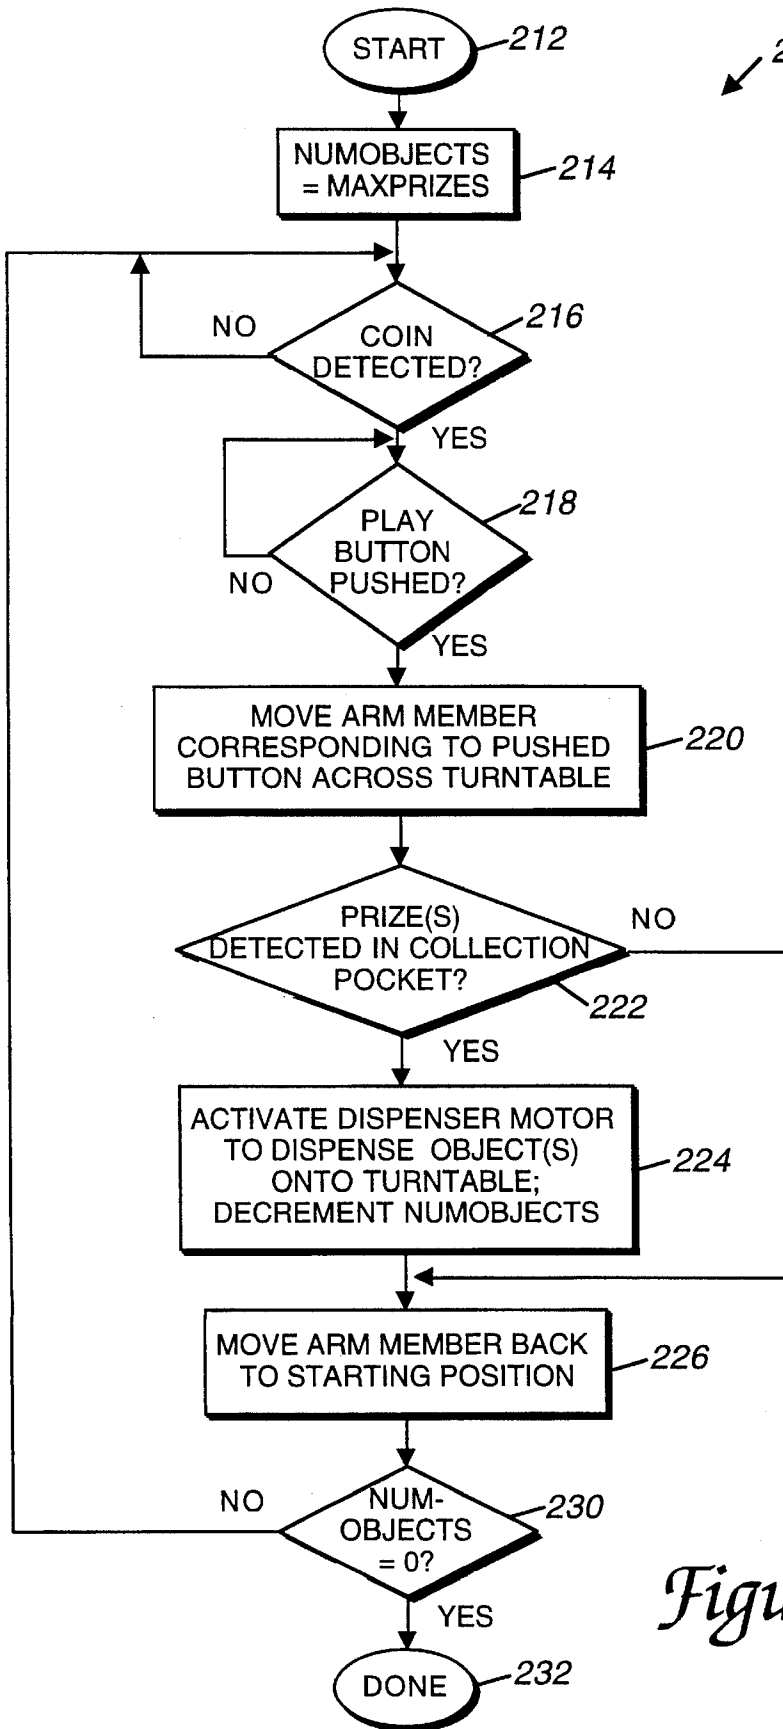 START
212
2
NUMOBJECTS
= MAXPRIZES
214
NO
COIN
DETECTED?
216
YES
PLAY
BUTTON
PUSHED?
218
NO
YES
MOVE ARM MEMBER
CORRESPONDING TO PUSHED
BUTTON ACROSS TURNTABLE
220
PRIZE(S)
DETECTED IN COLLECTION
POCKET?
NO
222
YES
ACTIVATE DISPENSER MOTOR
TO DISPENSE OBJECT(S)
ONTO TURNTABLE;
DECREMENT NUMOBJECTS
224
MOVE ARM MEMBER BACK
TO STARTING POSITION
226
NO
NUM-
OBJECTS
= 0?
230
YES
DONE
232